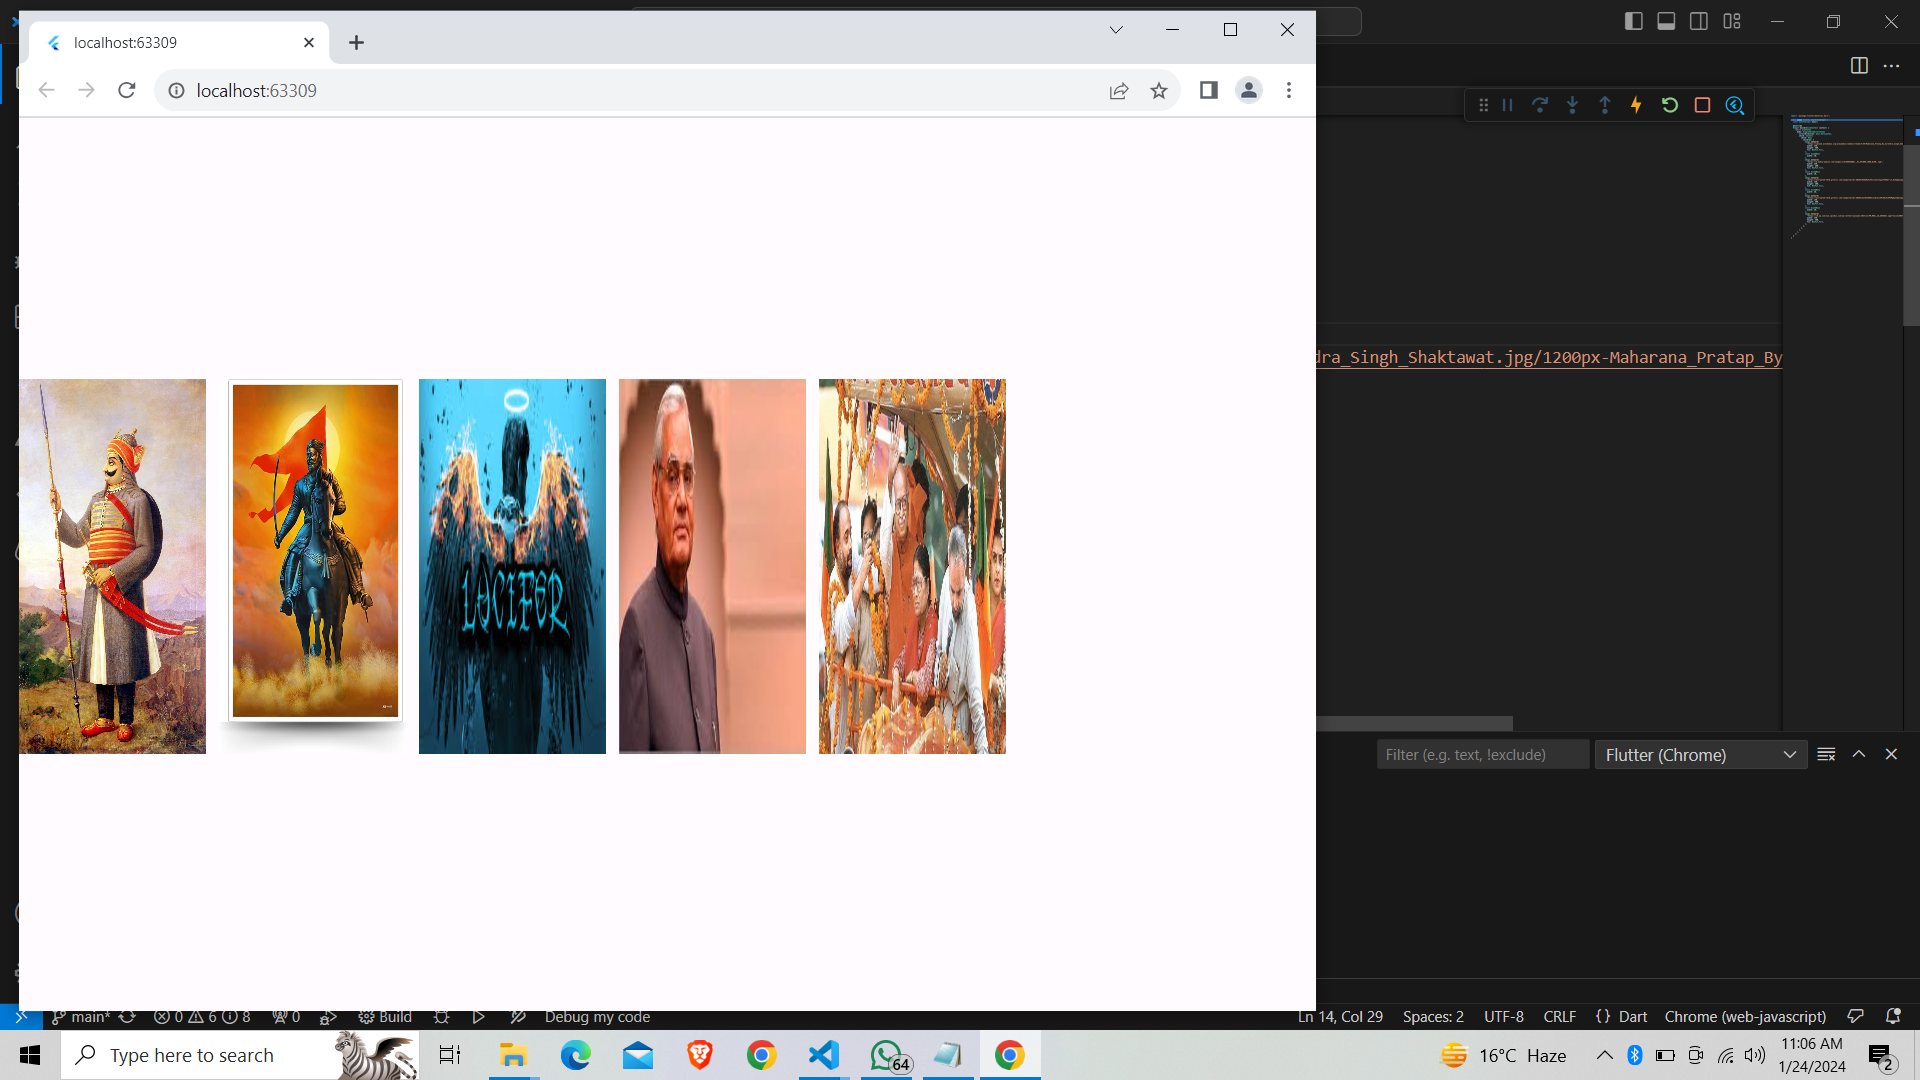 localhost:63309
localhost:63309
dra_Singh_Shaktawat.jpg/1200px-Maharana_Pratap_By
LUCIFER
Filter (e.g. text, !exclude)
Flutter (Chrome)
main* 0 6 8 0 Build Debug my code
Ln 14, Col 29 Spaces: 2 UTF-8 CRLF {} Dart Chrome (web-javascript)
Type here to search
64
16°C Haze
11:06 AM
1/24/2024
2